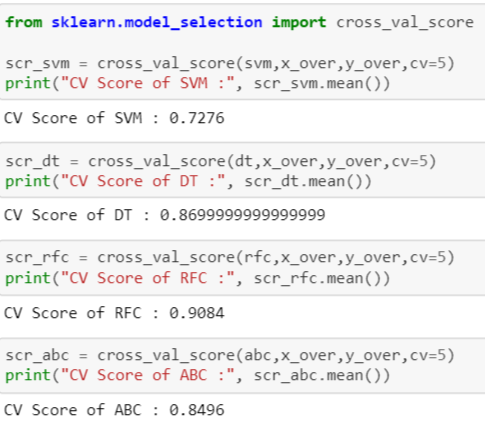 from sklearn.model_selection import cross_val_score
scr_svm = cross_val_score(svm,x_over,y_over,cv=5)
print("CV Score of SVM :", scr_svm.mean())
CV Score of SVM : 0.7276
scr_dt = cross_val_score(dt,x_over,y_over,cv=5)
print("CV Score of DT :", scr_dt.mean())
CV Score of DT : 0.8699999999999999
scr_rfc = cross_val_score(rfc,x_over,y_over,cv=5)
print("CV Score of RFC :", scr_rfc.mean())
CV Score of RFC : 0.9084
scr_abc = cross_val_score(abc,x_over,y_over,cv=5)
print("CV Score of ABC :", scr_abc.mean())
CV Score of ABC : 0.8496